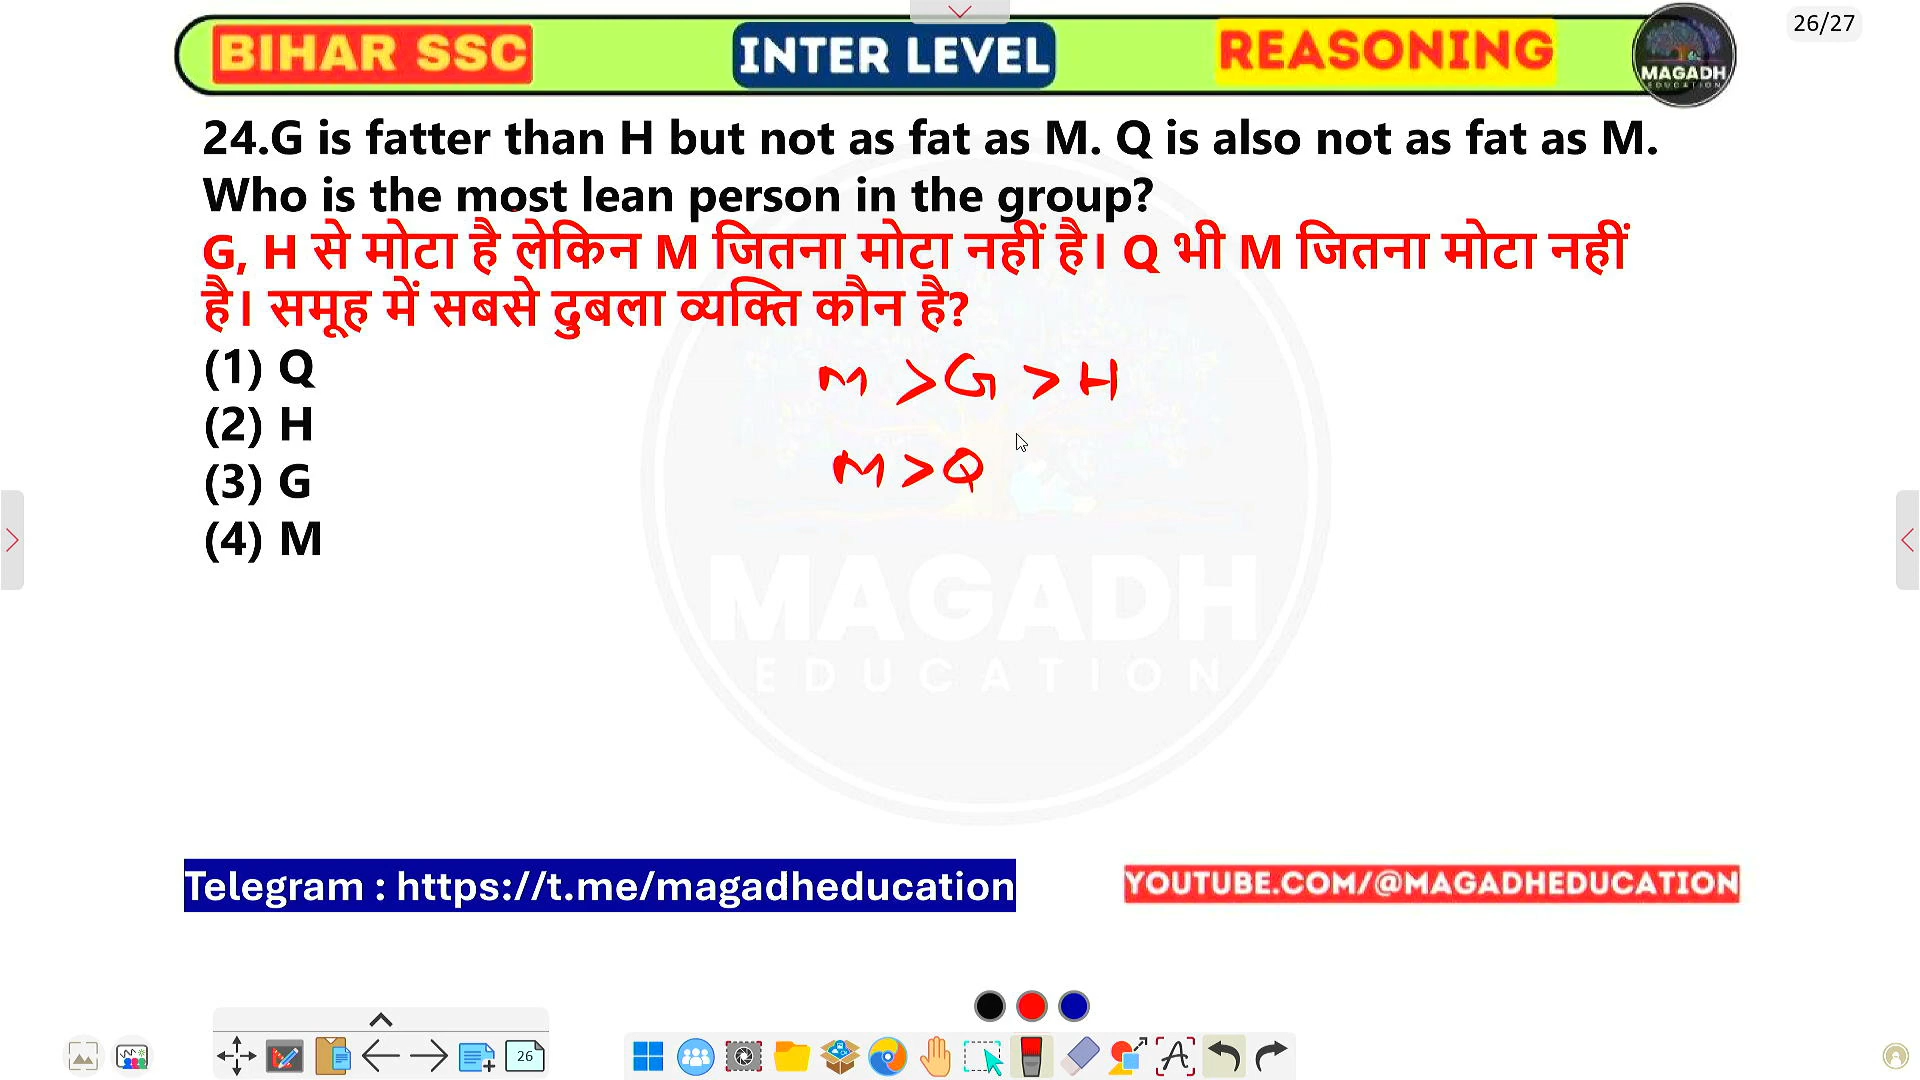 BIHAR SSC
INTER LEVEL
REASONING
MAGADH
EDUCATION
26/27
24.G is fatter than H but not as fat as M. Q is also not as fat as M.
Who is the most lean person in the group?
G, H से मोटा है लेकिन M जितना मोटा नहीं है। Q भी M जितना मोटा नहीं
है। समूह में सबसे दुबला व्यक्ति कौन है?
(1) Q
(2) H
(3) G
(4) M
M > G > H
M > Q
MAGADH
EDUCATION
Telegram : https://t.me/magadheducation
YOUTUBE.COM/@MAGADHEDUCATION
26